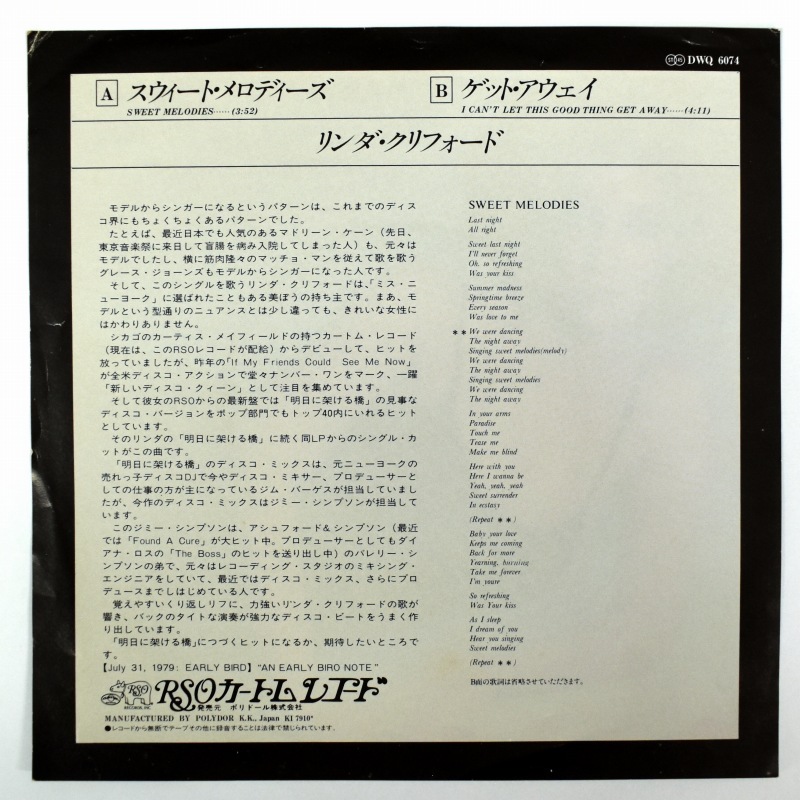 STEREO 45 DWQ 6074
A スウィート・メロディーズ
SWEET MELODIES……(3:52)
B ゲット・アウェイ
I CAN'T LET THIS GOOD THING GET AWAY……(4:11)
リンダ・クリフォード
モデルからシンガーになるというパターンは、これまでのディス
コ界にもちょくちょくあるパターンでした。
たとえば、最近日本でも人気のあるマドリーン・ケーン（先日、
東京音楽祭に来日して盲腸を病み入院してしまった人）も、元々は
モデルでしたし、横に筋肉隆々のマッチョ・マンを従えて歌を歌う
グレース・ジョーンズもモデルからシンガーになった人です。
そして、このシングルを歌うリンダ・クリフォードは、「ミス・ニ
ューヨーク」に選ばれたこともある美ぼうの持ち主です。まあ、モ
デルという型通りのニュアンスとは少し違っても、きれいな女性に
はかわりありません。
シカゴのカーティス・メイフィールドの持つカートム・レコード
（現在は、このRSOレコードが配給）からデビューして、ヒットを
放っていましたが、昨年の「If My Friends Could See Me Now」
が全米ディスコ・アクションで堂々ナンバー・ワンをマーク、一躍
「新しいディスコ・クィーン」として注目を集めています。
そして彼女のRSOからの最新盤では「明日に架ける橋」の見事な
ディスコ・バージョンをポップ部門でもトップ40内にいれるヒット
としています。
そのリンダの「明日に架ける橋」に続く同LPからのシングル・カ
ットがこの曲です。
「明日に架ける橋」のディスコ・ミックスは、元ニューヨークの
売れっ子ディスコDJで今やディスコ・ミキサー、プロデューサーと
しての仕事の方が主になっているジム・バーゲスが担当していまし
たが、今作のディスコ・ミックスはジミー・シンプソンが担当して
います。
このジミー・シンプソンは、アシュフォード&シンプソン（最近
では「Found A Cure」が大ヒット中。プロデューサーとしてもダイ
アナ・ロスの「The Boss」のヒットを送り出し中）のバレリー・シ
ンプソンの弟で、元々はレコーディング・スタジオのミキシング・
エンジニアをしていて、最近ではディスコ・ミックス、さらにプロ
デュースまでしはじめている人です。
覚えやすいくり返しリフに、力強いリンダ・クリフォードの歌が
響き、バックのタイトな演奏が強力なディスコ・ビートをうまく作
り出しています。
「明日に架ける橋」につづくヒットになるか、期待したいところで
す。
【July 31, 1979: EARLY BIRD】 "AN EARLY BIRO NOTE"
RSO RECORDS, INC. RSOカートム レコード
発売元 ポリドール株式会社
MANUFACTURED BY POLYDOR K.K., Japan KI 7910*
●レコードから無断でテープその他に録音することは法律で禁じられています。
SWEET MELODIES
Last night
All right
Sweet last night
I'll never forget
Oh, so refreshing
Was your kiss
Summer madness
Springtime breeze
Every season
Was love to me
＊＊We were dancing
The night away
Singing sweet melodies(melody)
We were dancing
The night away
Singing sweet melodies
We were dancing
The night away
In your arms
Paradise
Touch me
Tease me
Make me blind
Here with you
Here I wanna be
Yeah, yeah, yeah
Sweet surrender
In ecstasy
(Repeat ＊＊)
Baby your love
Keeps me coming
Back for more
Yearning, burning
Take me forever
I'm yours
So refreshing
Was Your kiss
As I sleep
I dream of you
Hear you singing
Sweet melodies
(Repeat ＊＊)
B面の歌詞は省略させていただきます。